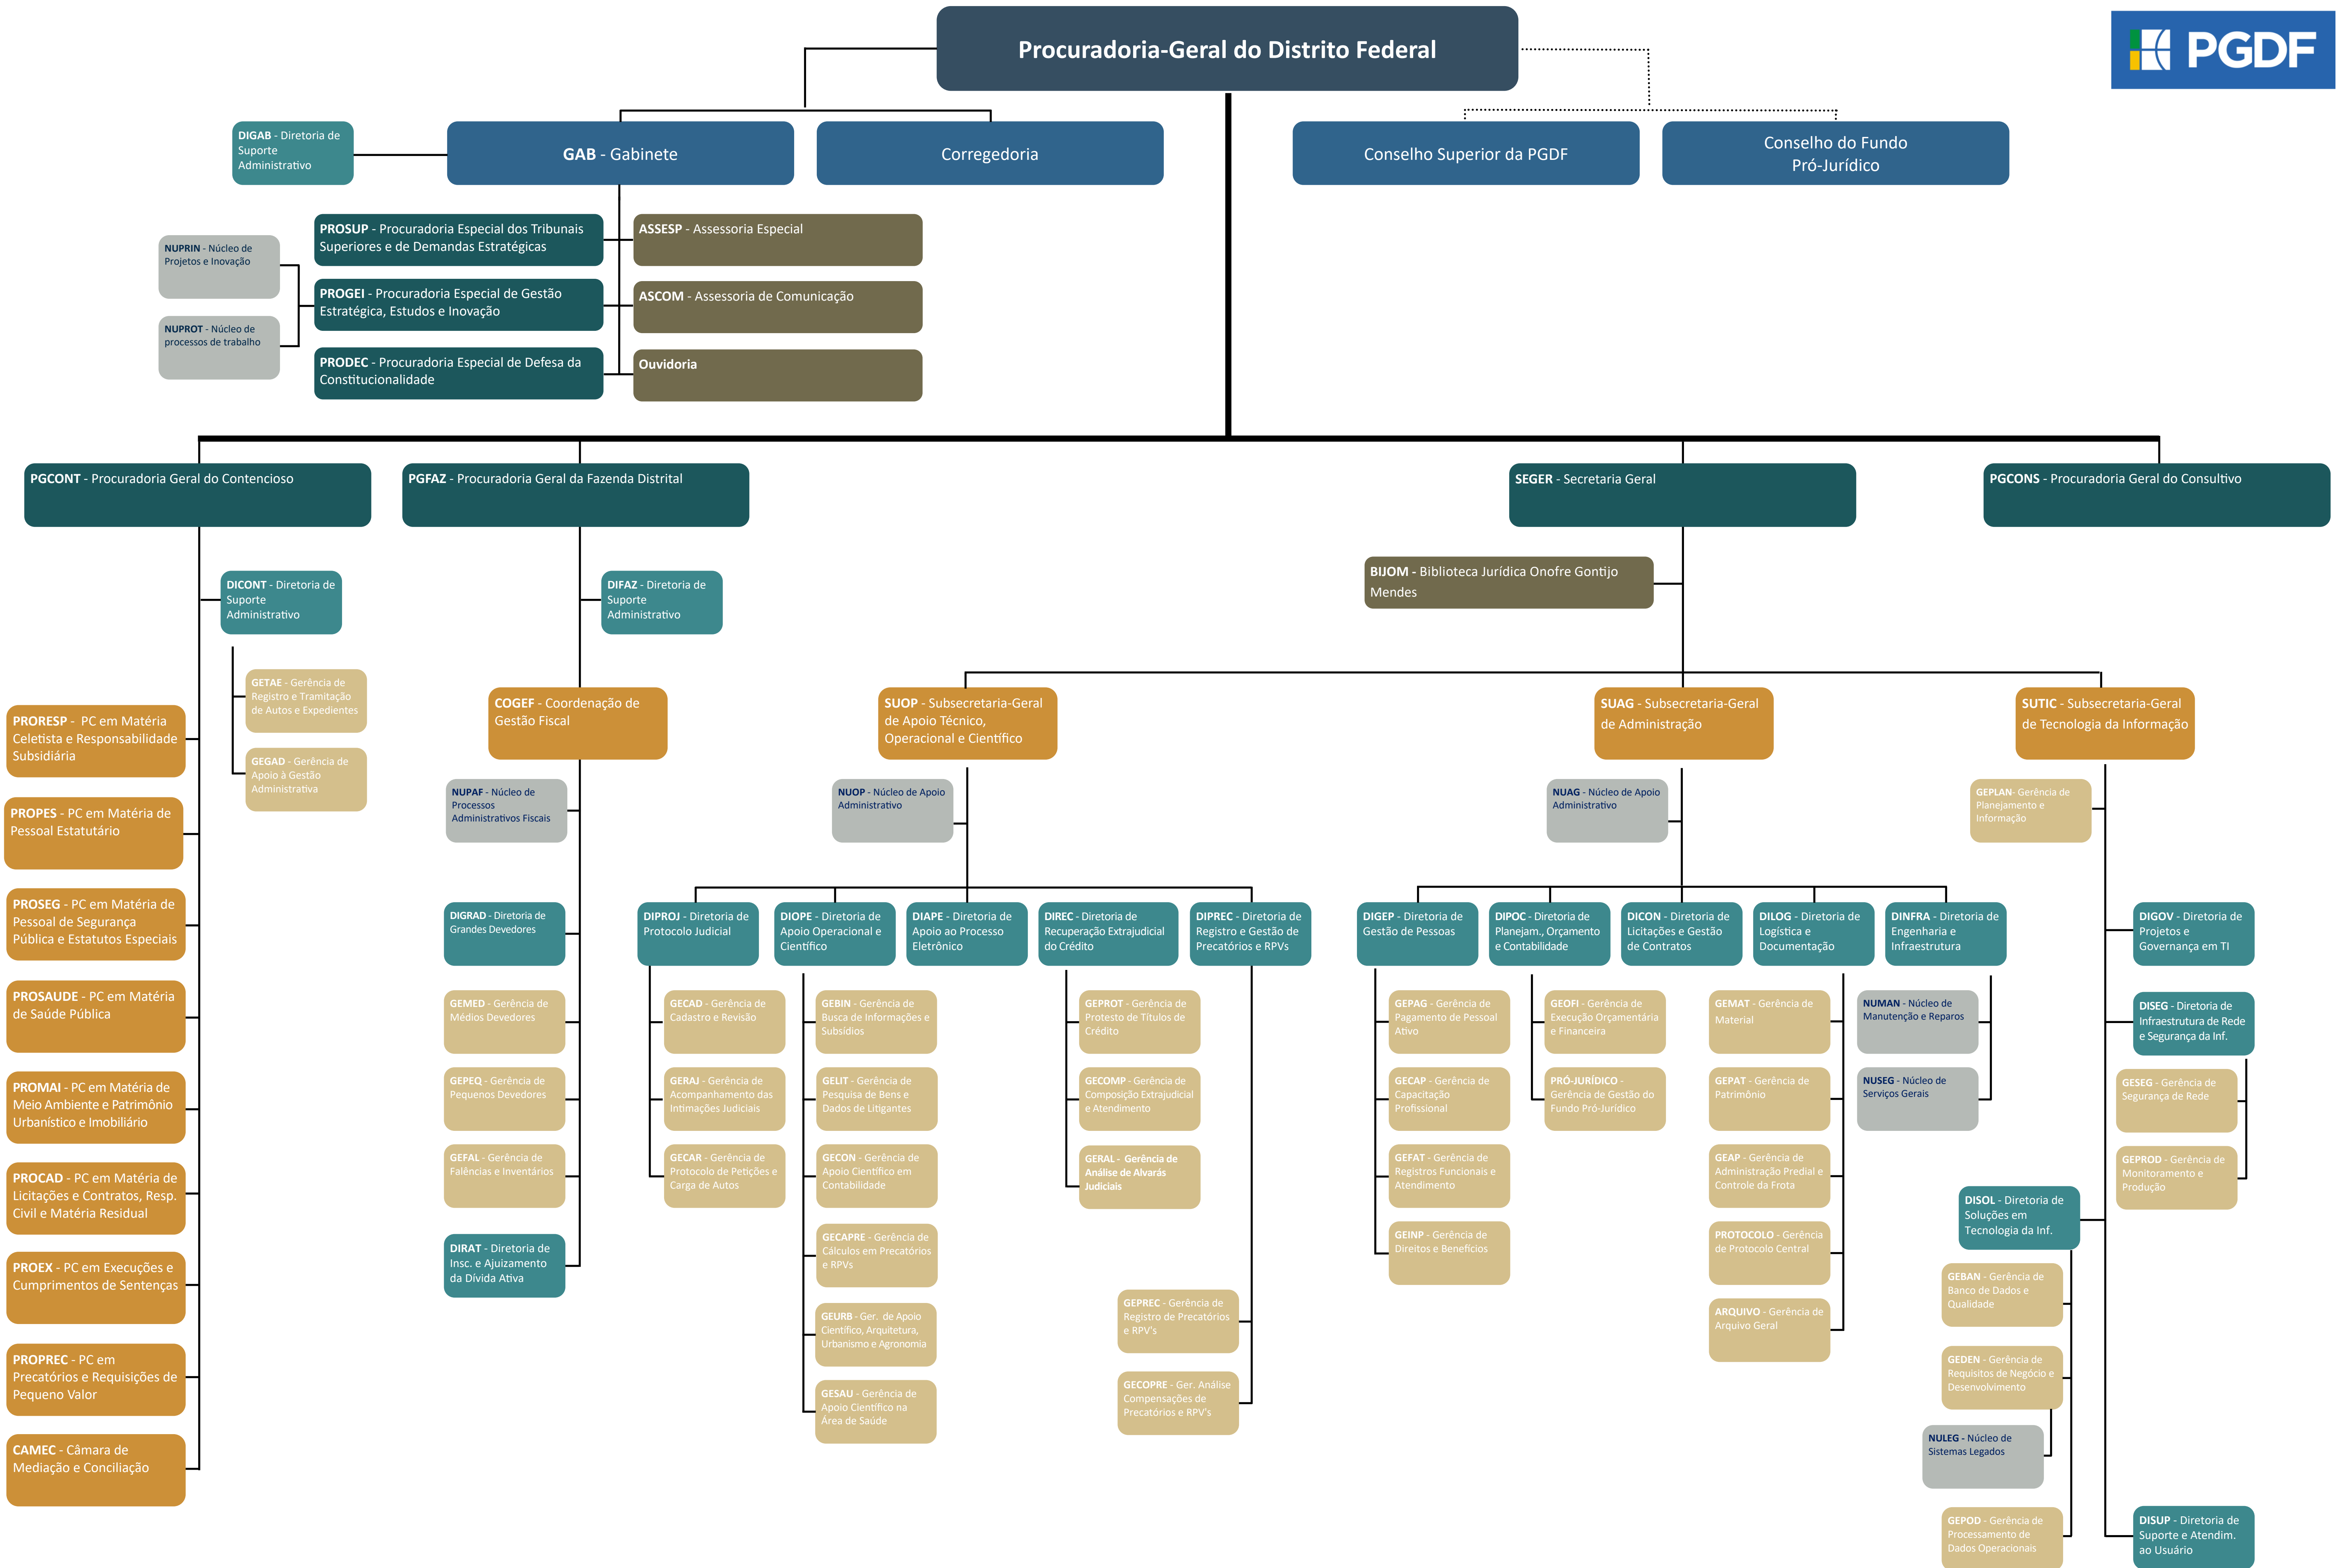 Procuradoria-Geral do Distrito Federal
PGDF
DIGAB - Diretoria de
Suporte
Administrativo
GAB - Gabinete
Corregedoria
Conselho Superior da PGDF
Conselho do Fundo
Pró-Jurídico
NUPRIN - Núcleo de
Projetos e Inovação
NUPROT - Núcleo de
processos de trabalho
PROSUP - Procuradoria Especial dos Tribunais
Superiores e de Demandas Estratégicas
PROGEI - Procuradoria Especial de Gestão
Estratégica, Estudos e Inovação
PRODEC - Procuradoria Especial de Defesa da
Constitucionalidade
ASSESP - Assessoria Especial
ASCOM - Assessoria de Comunicação
Ouvidoria
PGCONT - Procuradoria Geral do Contencioso
PGFAZ - Procuradoria Geral da Fazenda Distrital
SEGER - Secretaria Geral
PGCONS - Procuradoria Geral do Consultivo
DICONT - Diretoria de
Suporte
Administrativo
GETAE - Gerência de
Registro e Tramitação
de Autos e Expedientes
GEGAD - Gerência de
Apoio à Gestão
Administrativa
PRORESP - PC em Matéria
Celetista e Responsabilidade
Subsidiária
PROPES - PC em Matéria de
Pessoal Estatutário
PROSEG - PC em Matéria de
Pessoal de Segurança
Pública e Estatutos Especiais
PROSAUDE - PC em Matéria
de Saúde Pública
PROMAI - PC em Matéria de
Meio Ambiente e Patrimônio
Urbanístico e Imobiliário
PROCAD - PC em Matéria de
Licitações e Contratos, Resp.
Civil e Matéria Residual
PROEX - PC em Execuções e
Cumprimentos de Sentenças
PROPREC - PC em
Precatórios e Requisições de
Pequeno Valor
CAMEC - Câmara de
Mediação e Conciliação
DIFAZ - Diretoria de
Suporte
Administrativo
COGEF - Coordenação de
Gestão Fiscal
NUPAF - Núcleo de
Processos
Administrativos Fiscais
DIGRAD - Diretoria de
Grandes Devedores
GEMED - Gerência de
Médios Devedores
GEPEQ - Gerência de
Pequenos Devedores
GEFAL - Gerência de
Falências e Inventários
DIRAT - Diretoria de
Insc. e Ajuizamento
da Dívida Ativa
BIJOM - Biblioteca Jurídica Onofre Gontijo
Mendes
SUOP - Subsecretaria-Geral
de Apoio Técnico,
Operacional e Científico
NUOP - Núcleo de Apoio
Administrativo
DIPROJ - Diretoria de
Protocolo Judicial
GECAD - Gerência de
Cadastro e Revisão
GERAJ - Gerência de
Acompanhamento das
Intimações Judiciais
GECAR - Gerência de
Protocolo de Petições e
Carga de Autos
DIOPE - Diretoria de
Apoio Operacional e
Científico
GEBIN - Gerência de
Busca de Informações e
Subsídios
GELIT - Gerência de
Pesquisa de Bens e
Dados de Litigantes
GECON - Gerência de
Apoio Científico em
Contabilidade
GECAPRE - Gerência de
Cálculos em Precatórios
e RPVs
GEURB - Ger. de Apoio
Científico, Arquitetura,
Urbanismo e Agronomia
GESAU - Gerência de
Apoio Científico na
Área de Saúde
DIAPE - Diretoria de
Apoio ao Processo
Eletrônico
DIREC - Diretoria de
Recuperação Extrajudicial
do Crédito
GEPROT - Gerência de
Protesto de Títulos de
Crédito
GECOMP - Gerência de
Composição Extrajudicial
e Atendimento
GERAL - Gerência de
Análise de Alvarás
Judiciais
DIPREC - Diretoria de
Registro e Gestão de
Precatórios e RPVs
GEPREC - Gerência de
Registro de Precatórios
e RPV's
GECOPRE - Ger. Análise
Compensações de
Precatórios e RPV's
SUAG - Subsecretaria-Geral
de Administração
NUAG - Núcleo de Apoio
Administrativo
DIGEP - Diretoria de
Gestão de Pessoas
GEPAG - Gerência de
Pagamento de Pessoal
Ativo
GECAP - Gerência de
Capacitação
Profissional
GEFAT - Gerência de
Registros Funcionais e
Atendimento
GEINP - Gerência de
Direitos e Benefícios
DIPOC - Diretoria de
Planejam., Orçamento
e Contabilidade
GEOFI - Gerência de
Execução Orçamentária
e Financeira
PRÓ-JURÍDICO -
Gerência de Gestão do
Fundo Pró-Jurídico
DICON - Diretoria de
Licitações e Gestão
de Contratos
DILOG - Diretoria de
Logística e
Documentação
GEMAT - Gerência de
Material
GEPAT - Gerência de
Patrimônio
GEAP - Gerência de
Administração Predial e
Controle da Frota
PROTOCOLO - Gerência
de Protocolo Central
ARQUIVO - Gerência de
Arquivo Geral
DINFRA - Diretoria de
Engenharia e
Infraestrutura
NUMAN - Núcleo de
Manutenção e Reparos
NUSEG - Núcleo de
Serviços Gerais
SUTIC - Subsecretaria-Geral
de Tecnologia da Informação
GEPLAN- Gerência de
Planejamento e
Informação
DIGOV - Diretoria de
Projetos e
Governança em TI
DISEG - Diretoria de
Infraestrutura de Rede
e Segurança da Inf.
GESEG - Gerência de
Segurança de Rede
GEPROD - Gerência de
Monitoramento e
Produção
DISOL - Diretoria de
Soluções em
Tecnologia da Inf.
GEBAN - Gerência de
Banco de Dados e
Qualidade
GEDEN - Gerência de
Requisitos de Negócio e
Desenvolvimento
NULEG - Núcleo de
Sistemas Legados
GEPOD - Gerência de
Processamento de
Dados Operacionais
DISUP - Diretoria de
Suporte e Atendim.
ao Usuário